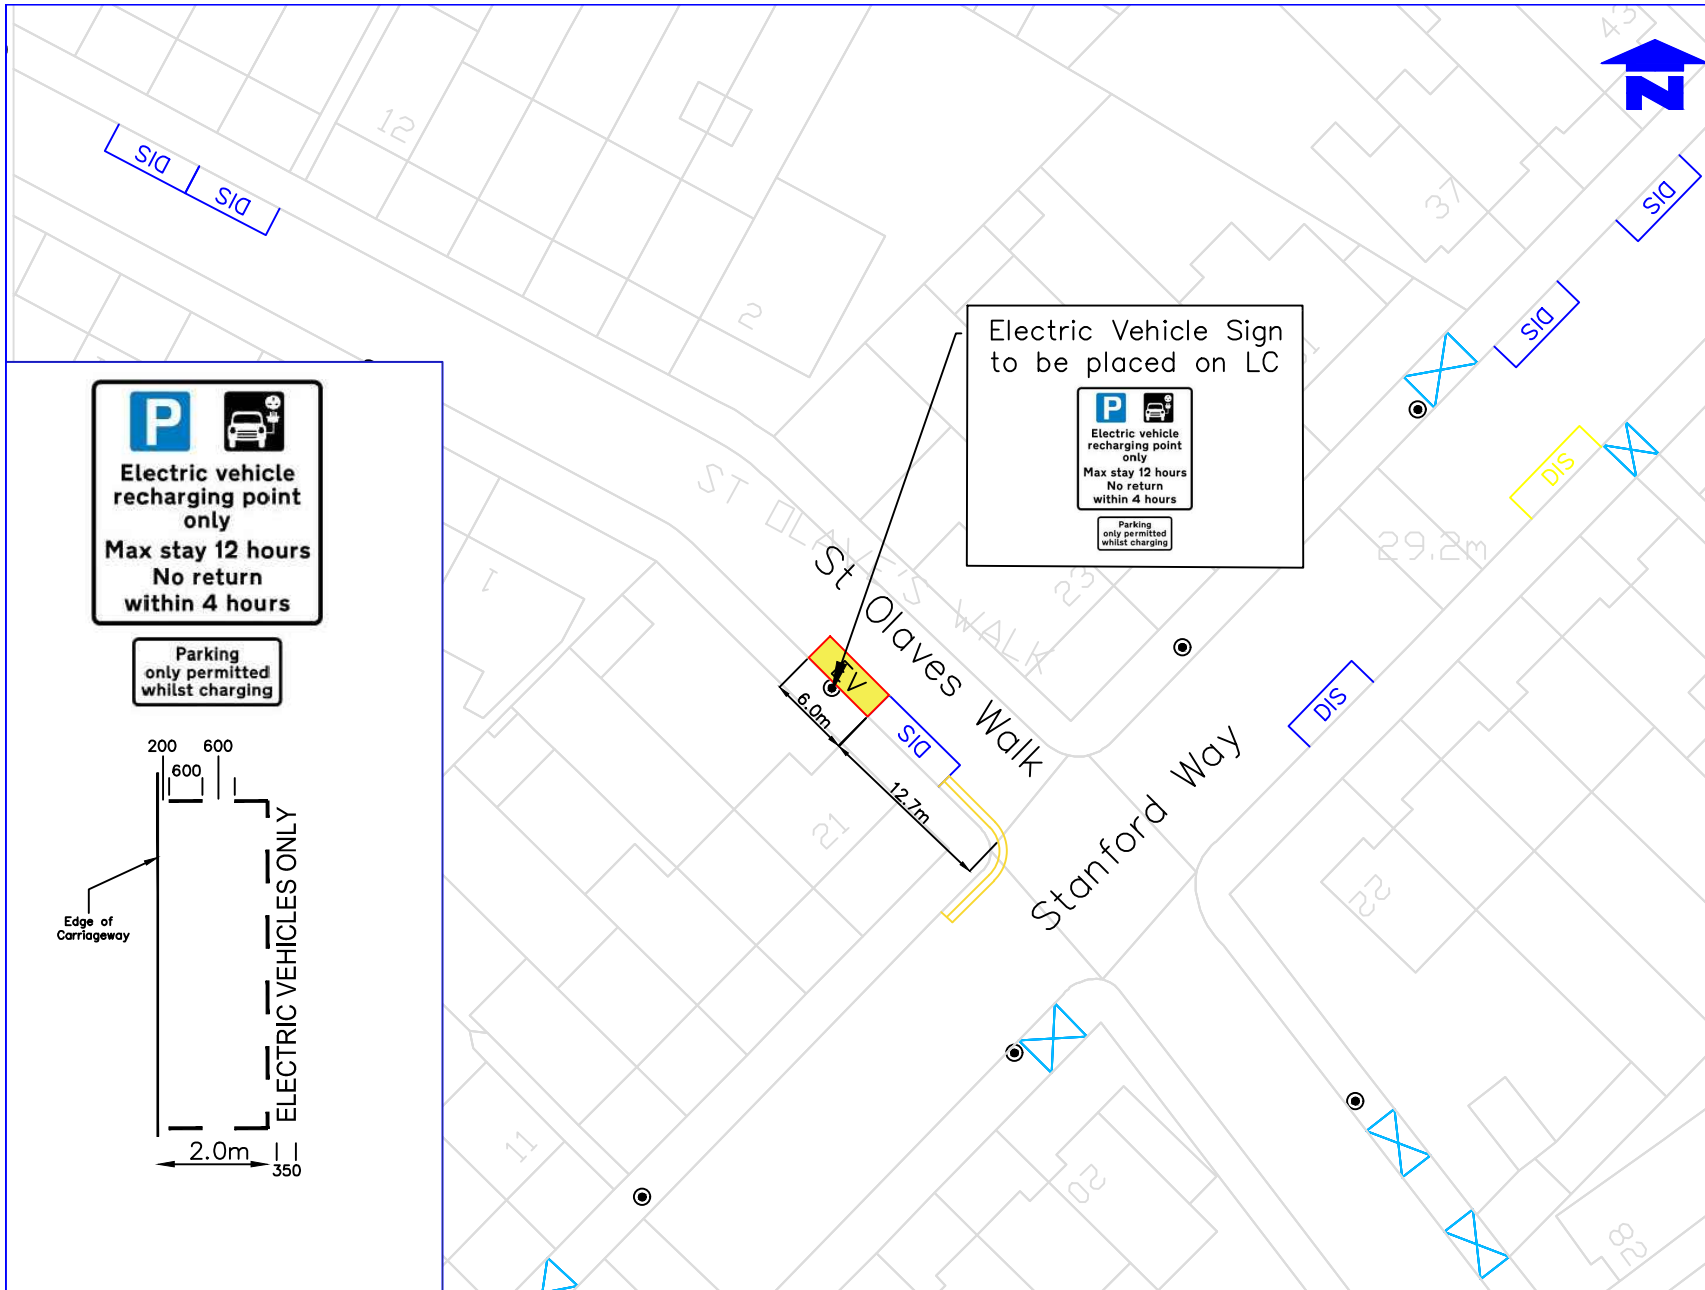 43
N
12
DIS
DIS
37
DIS
2
DIS
31
Electric Vehicle Sign
to be placed on LC
P
Electric vehicle
recharging point
only
Max stay 12 hours
No return
within 4 hours
Parking
only permitted
whilst charging
P
Electric vehicle
recharging point
only
Max stay 12 hours
No return
within 4 hours
Parking
only permitted
whilst charging
DIS
29.2m
ST OLAVE'S WALK
St Olaves Walk
1
23
EV
6.0m
DIS
DIS
12.7m
21
Stanford Way
22
200
600
600
ELECTRIC VEHICLES ONLY
Edge of
Carriageway
2.0m
350
11
20
18